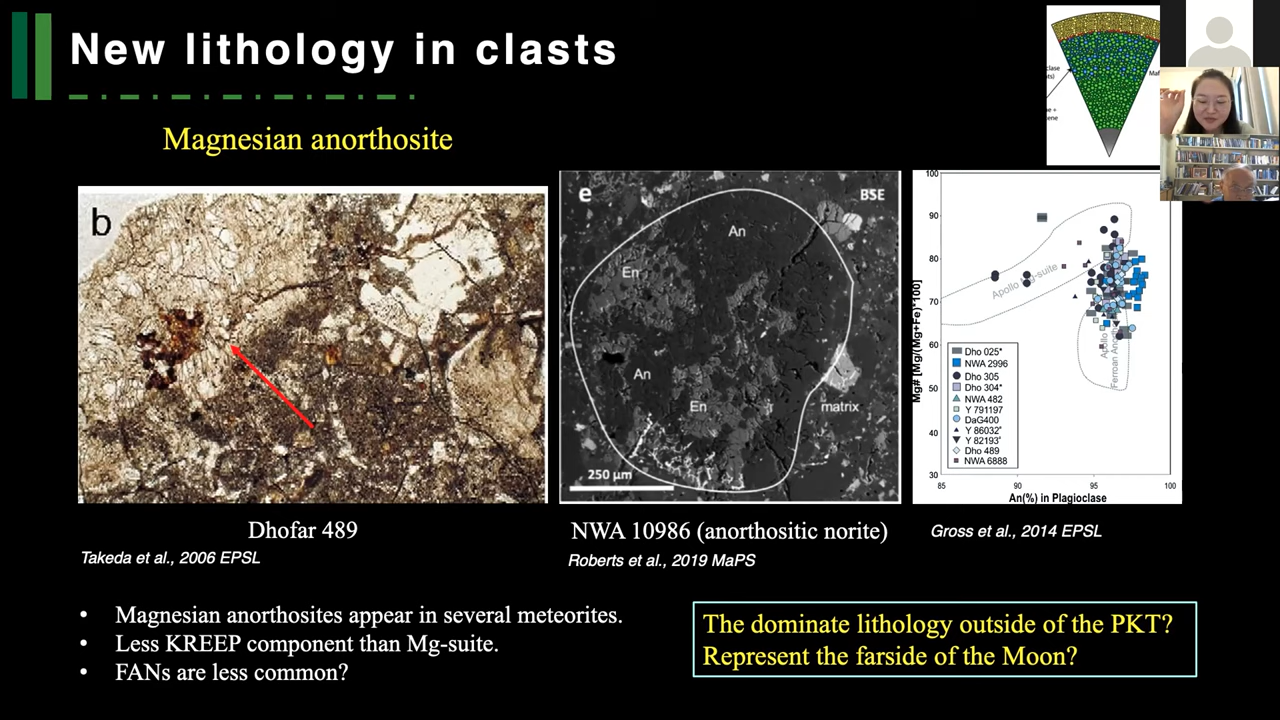 New lithology in clasts
Magnesian anorthosite
b
e
BSE
An
En
An
En
matrix
250 µm
Mg# [Mg/(Mg+Fe)*100]
100
90
80
70
60
50
40
30
Apollo Mg-suite
Apollo
Ferroan
Dho 025*
NWA 2996
Dho 305
Dho 304*
NWA 482
Y 791197
DaG400
Y 86032*
Y 82193*
Dho 489
NWA 6888
85
90
95
100
An(%) in Plagioclase
Dhofar 489
Takeda et al., 2006 EPSL
NWA 10986 (anorthositic norite)
Roberts et al., 2019 MaPS
Gross et al., 2014 EPSL
• Magnesian anorthosites appear in several meteorites.
• Less KREEP component than Mg-suite.
• FANs are less common?
The dominate lithology outside of the PKT?
Represent the farside of the Moon?